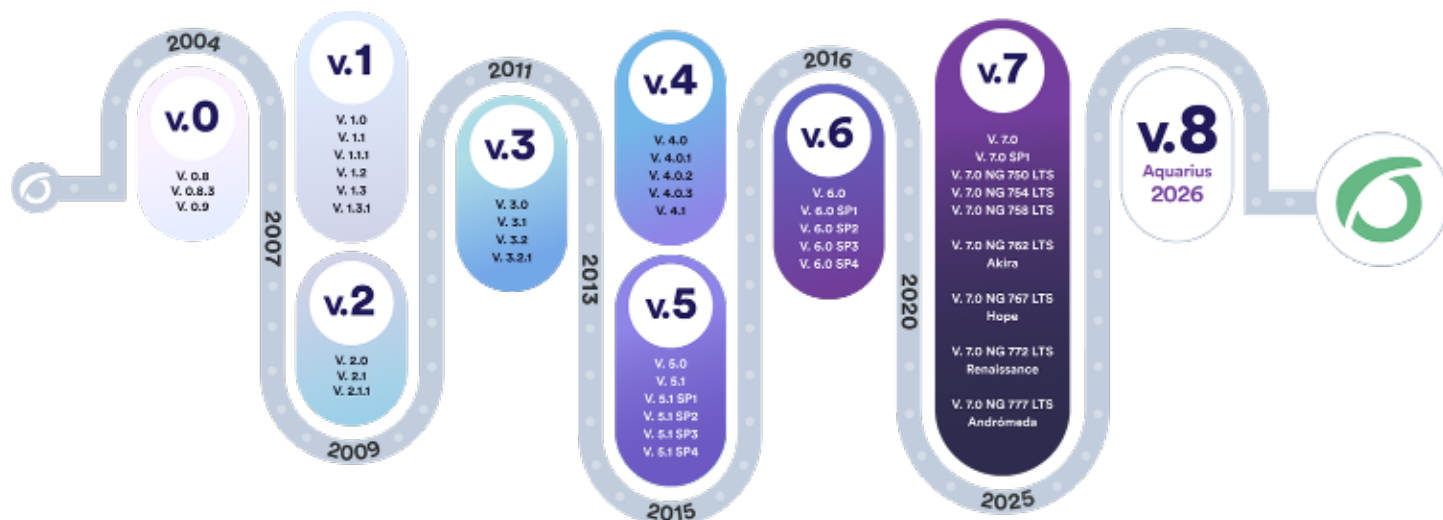 2004
v.0
V. 0.8
V. 0.8.3
V. 0.9
2007
v.1
V. 1.0
V. 1.1
V. 1.1.1
V. 1.2
V. 1.3
V. 1.3.1
v.2
V. 2.0
V. 2.1
V. 2.1.1
2009
2011
v.3
V. 3.0
V. 3.1
V. 3.2
V. 3.2.1
2013
v.4
V. 4.0
V. 4.0.1
V. 4.0.2
V. 4.0.3
V. 4.1
v.5
V. 5.0
V. 5.1
V. 5.1 SP1
V. 5.1 SP2
V. 5.1 SP3
V. 5.1 SP4
2015
2016
v.6
V. 6.0
V. 6.0 SP1
V. 6.0 SP2
V. 6.0 SP3
V. 6.0 SP4
2020
v.7
V. 7.0
V. 7.0 SP1
V. 7.0 NG 750 LTS
V. 7.0 NG 754 LTS
V. 7.0 NG 758 LTS
V. 7.0 NG 762 LTS
Akira
V. 7.0 NG 767 LTS
Hope
V. 7.0 NG 772 LTS
Renaissance
V. 7.0 NG 777 LTS
Andrómeda
2025
v.8
Aquarius
2026